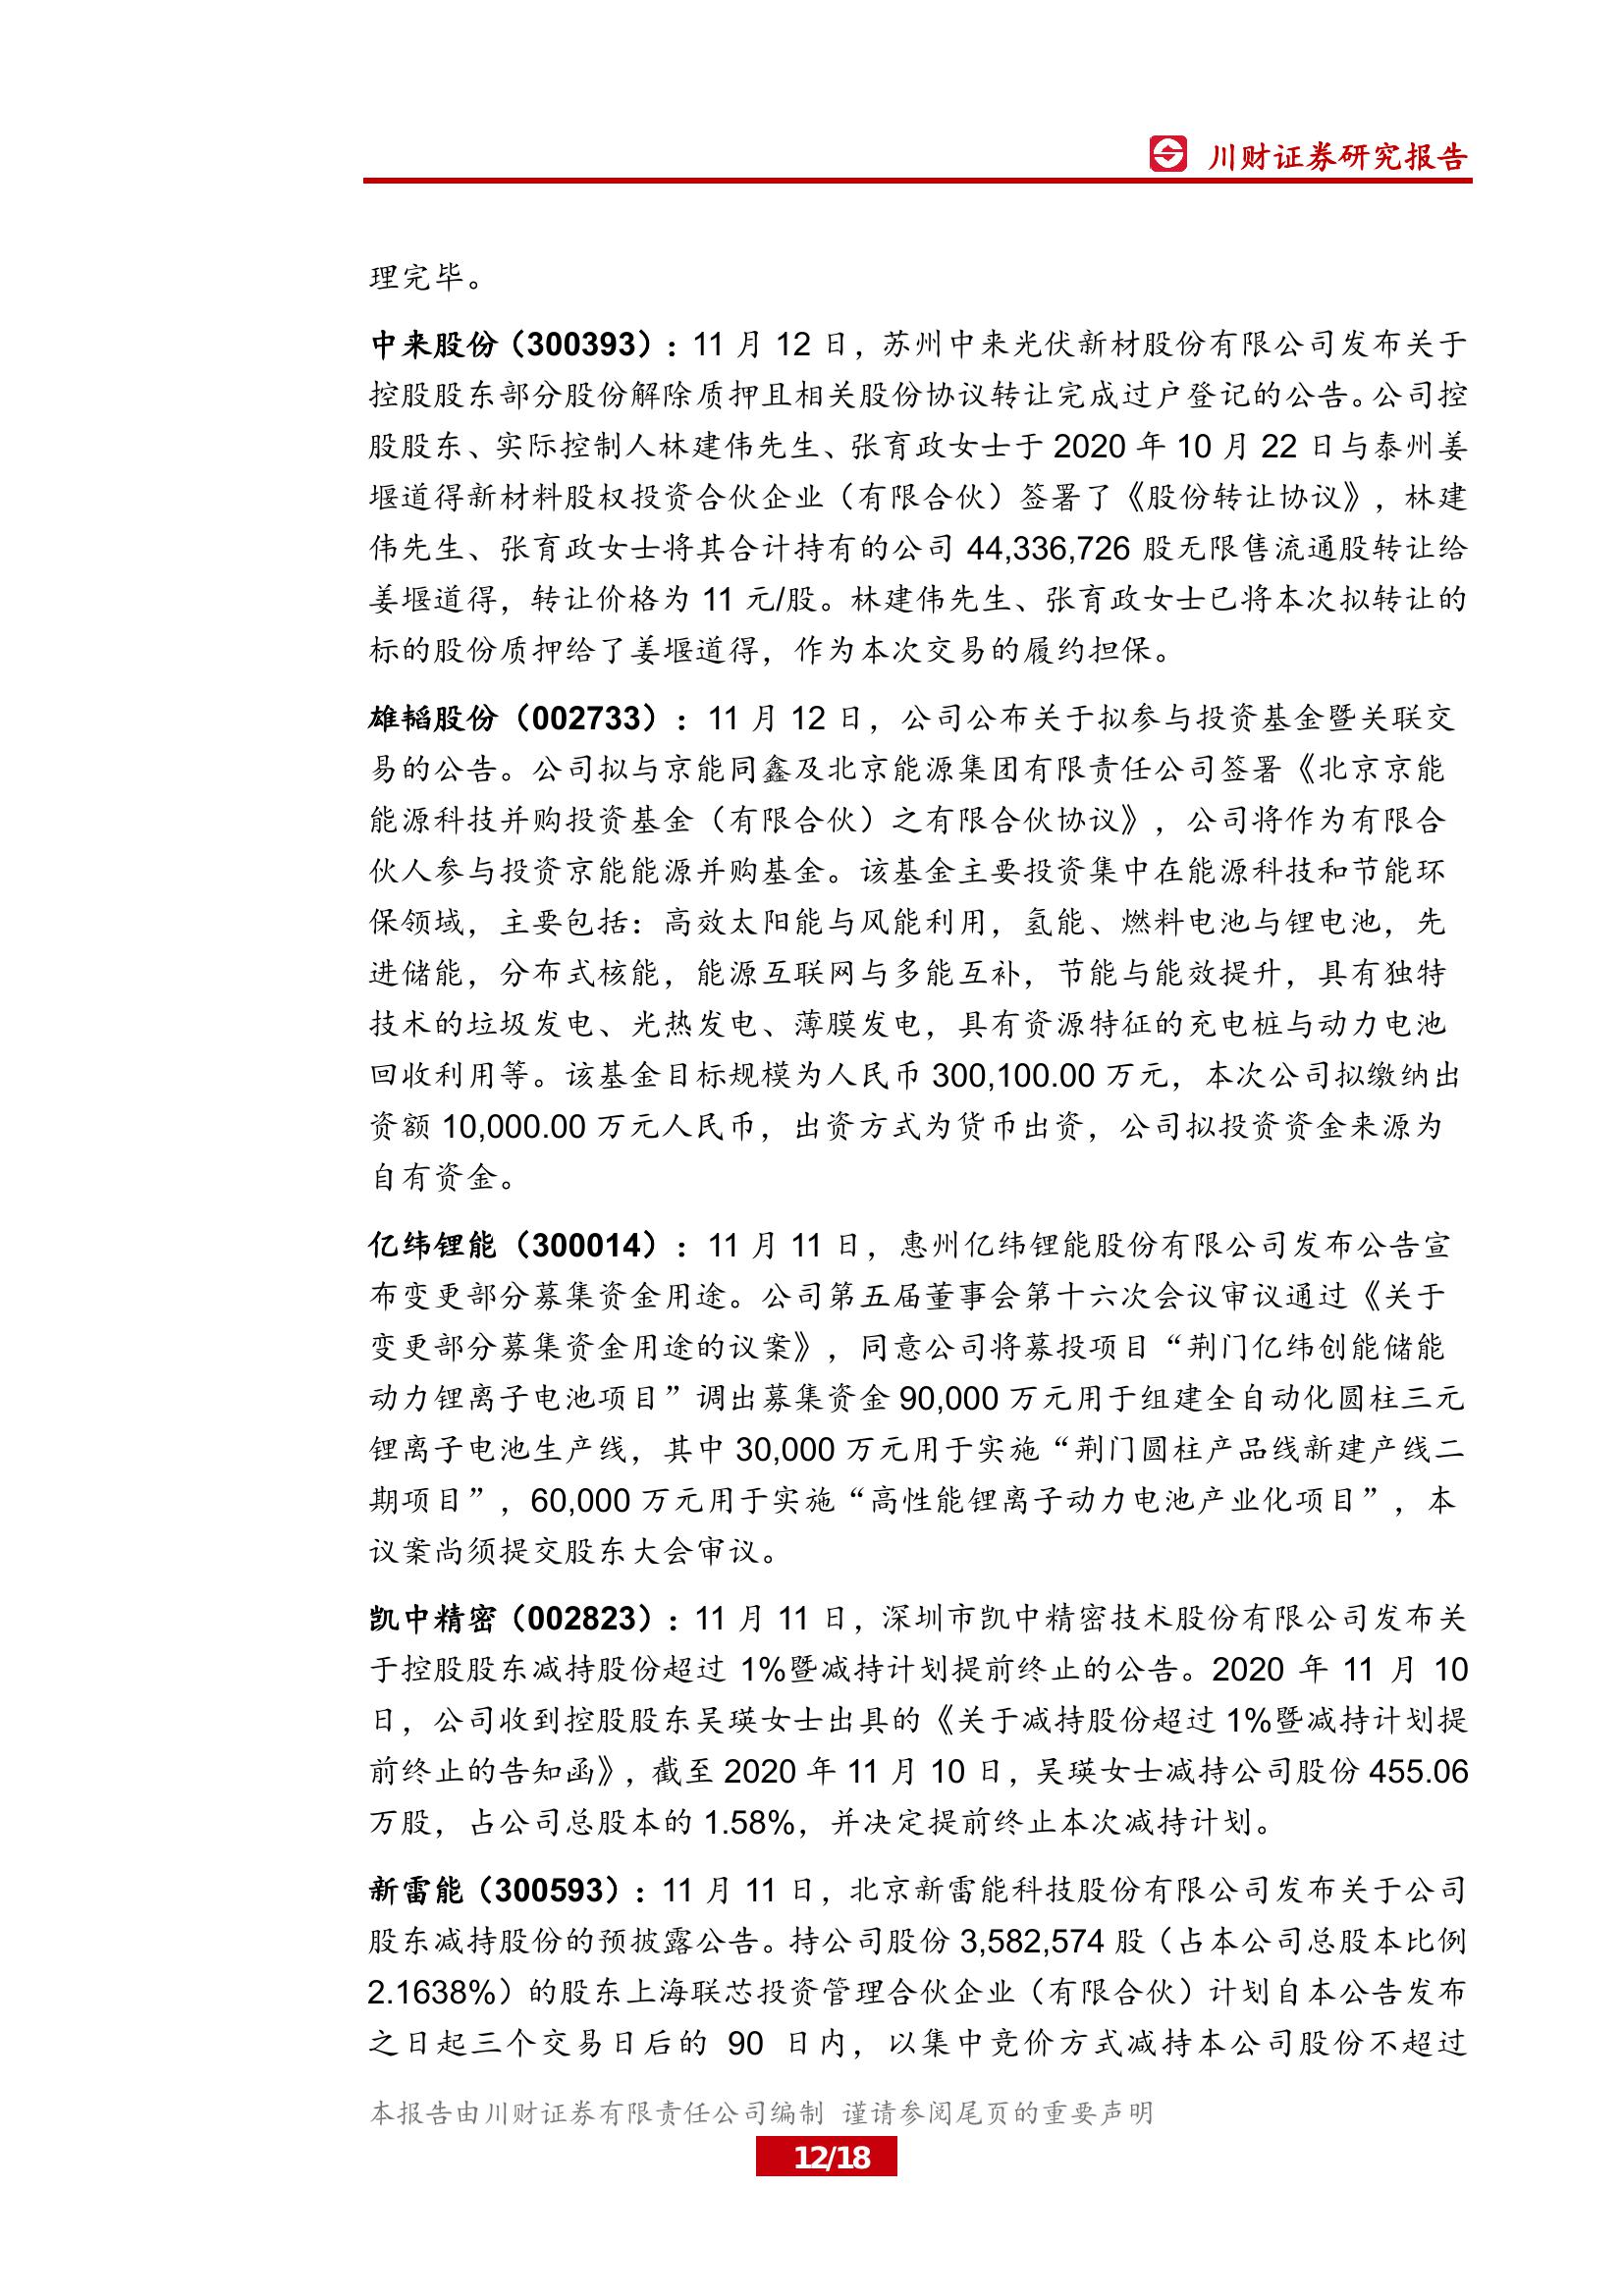 川财证券研究报告
理完毕。
中来股份（300393）：11 月 12 日，苏州中来光伏新材股份有限公司发布关于
控股股东部分股份解除质押且相关股份协议转让完成过户登记的公告。公司控
股股东、实际控制人林建伟先生、张育政女士于 2020 年 10 月 22 日与泰州姜
堰道得新材料股权投资合伙企业（有限合伙）签署了《股份转让协议》，林建
伟先生、张育政女士将其合计持有的公司 44,336,726 股无限售流通股转让给
姜堰道得，转让价格为 11 元/股。林建伟先生、张育政女士已将本次拟转让的
标的股份质押给了姜堰道得，作为本次交易的履约担保。
雄韬股份（002733）：11 月 12 日，公司公布关于拟参与投资基金暨关联交
易的公告。公司拟与京能同鑫及北京能源集团有限责任公司签署《北京京能
能源科技并购投资基金（有限合伙）之有限合伙协议》，公司将作为有限合
伙人参与投资京能能源并购基金。该基金主要投资集中在能源科技和节能环
保领域，主要包括：高效太阳能与风能利用，氢能、燃料电池与锂电池，先
进储能，分布式核能，能源互联网与多能互补，节能与能效提升，具有独特
技术的垃圾发电、光热发电、薄膜发电，具有资源特征的充电桩与动力电池
回收利用等。该基金目标规模为人民币 300,100.00 万元，本次公司拟缴纳出
资额 10,000.00 万元人民币，出资方式为货币出资，公司拟投资资金来源为
自有资金。
亿纬锂能（300014）：11 月 11 日，惠州亿纬锂能股份有限公司发布公告宣
布变更部分募集资金用途。公司第五届董事会第十六次会议审议通过《关于
变更部分募集资金用途的议案》，同意公司将募投项目“荆门亿纬创能储能
动力锂离子电池项目”调出募集资金 90,000 万元用于组建全自动化圆柱三元
锂离子电池生产线，其中 30,000 万元用于实施“荆门圆柱产品线新建产线二
期项目”，60,000 万元用于实施“高性能锂离子动力电池产业化项目”，本
议案尚须提交股东大会审议。
凯中精密（002823）：11 月 11 日，深圳市凯中精密技术股份有限公司发布关
于控股股东减持股份超过 1%暨减持计划提前终止的公告。2020 年 11 月 10
日，公司收到控股股东吴瑛女士出具的《关于减持股份超过 1%暨减持计划提
前终止的告知函》，截至 2020 年 11 月 10 日，吴瑛女士减持公司股份 455.06
万股，占公司总股本的 1.58%，并决定提前终止本次减持计划。
新雷能（300593）：11 月 11 日，北京新雷能科技股份有限公司发布关于公司
股东减持股份的预披露公告。持公司股份 3,582,574 股（占本公司总股本比例
2.1638%）的股东上海联芯投资管理合伙企业（有限合伙）计划自本公告发布
之日起三个交易日后的 90 日内，以集中竞价方式减持本公司股份不超过
本报告由川财证券有限责任公司编制 谨请参阅尾页的重要声明
12/18